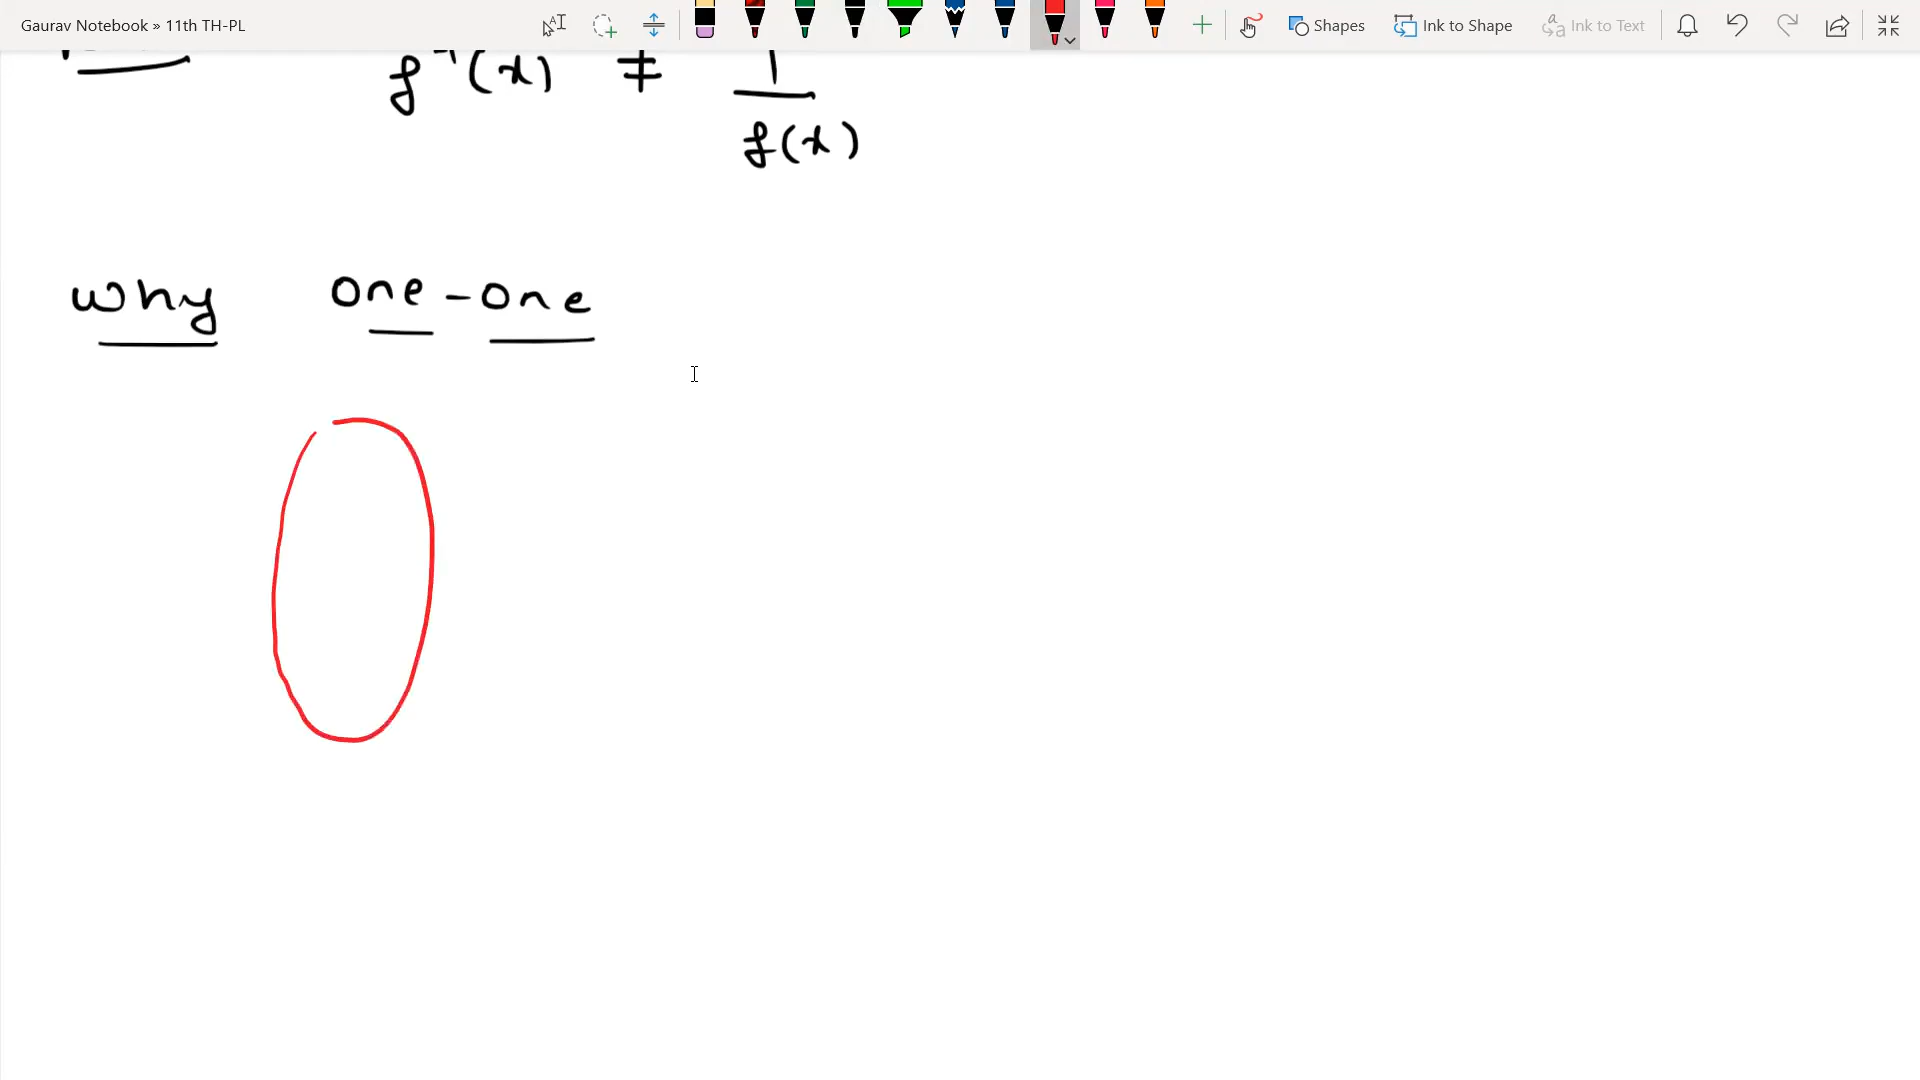 Gaurav Notebook » 11th TH-PL
Shapes
Ink to Shape
Ink to Text
f⁻¹(x) ≠ 1
f(x)
why one-one